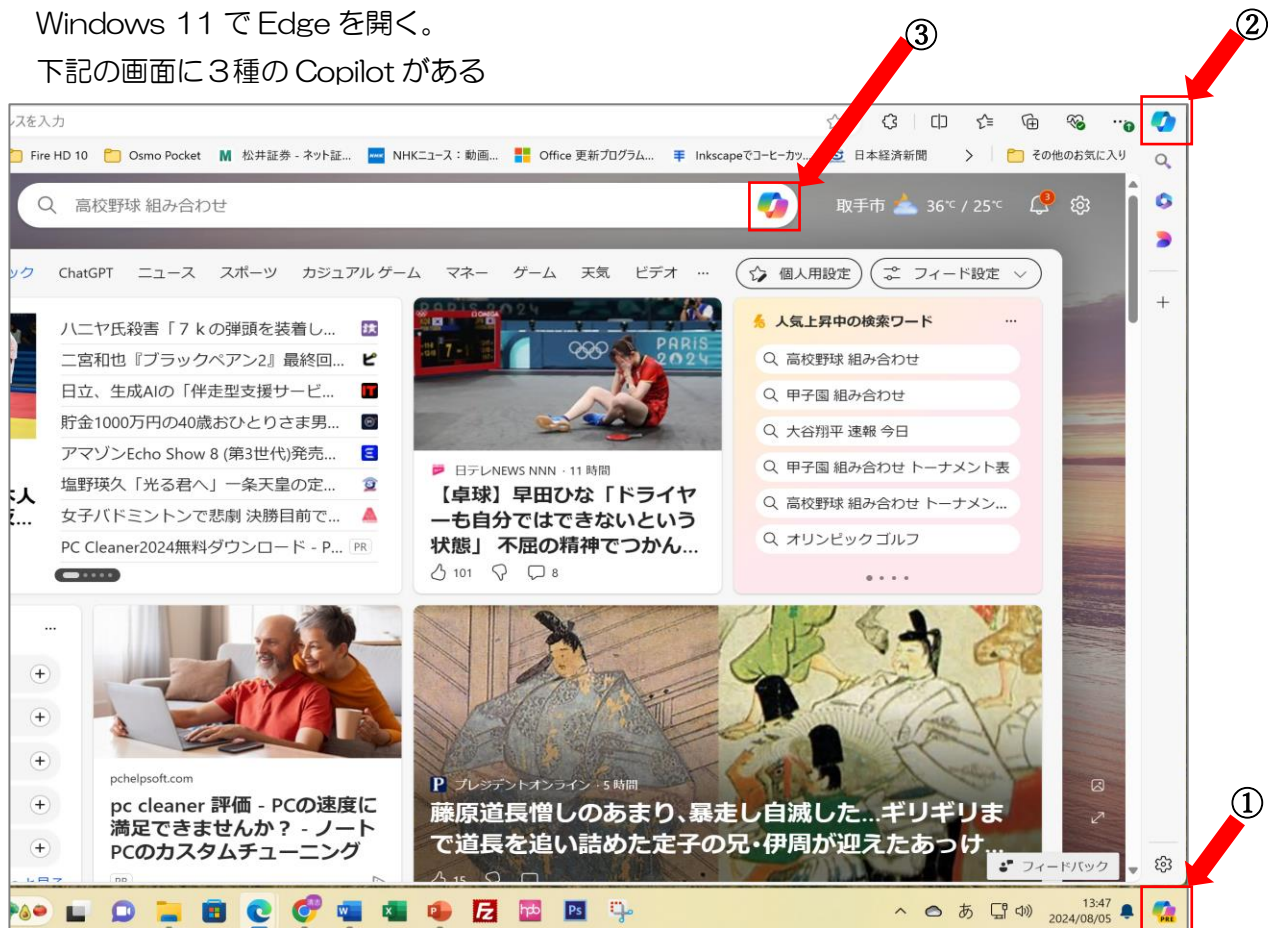 Windows 11 で Edge を開く。
下記の画面に３種の Copilot がある
③
②
レスを入力
Fire HD 10 Osmo Pocket M 松井証券 - ネット証... NHK NHKニュース：動画... Office 更新プログラム... Inkscapeでコーヒーカッ... 日本経済新聞 その他のお気に入り
高校野球 組み合わせ
取手市 36℃ / 25℃ 3
ック ChatGPT ニュース スポーツ カジュアル ゲーム マネー ゲーム 天気 ビデオ ...
個人用設定 フィード設定
ハニヤ氏殺害「７ｋの弾頭を装着し...
二宮和也『ブラックペアン2』最終回...
日立、生成AIの「伴走型支援サービ...
貯金1000万円の40歳おひとりさま男...
アマゾンEcho Show 8 (第3世代)発売...
塩野瑛久「光る君へ」一条天皇の定...
女子バドミントンで悲劇 決勝目前で...
PC Cleaner2024無料ダウンロード - P... PR
PARIS 2024
OMEGA
7-1
PARIS
2024
日テレNEWS NNN · 11 時間
【卓球】早田ひな「ドライヤ
ーも自分ではできないという
状態」 不屈の精神でつかん...
101 8
人気上昇中の検索ワード ...
高校野球 組み合わせ
甲子園 組み合わせ
大谷翔平 速報 今日
甲子園 組み合わせ トーナメント表
高校野球 組み合わせ トーナメン...
オリンピック ゴルフ
...
pchelpsoft.com
pc cleaner 評価 - PCの速度に
満足できませんか？ - ノート
PCのカスタムチューニング
PR
P プレジデントオンライン · 5 時間
藤原道長憎しのあまり､暴走し自滅した…ギリギリま
で道長を追い詰めた定子の兄･伊周が迎えたあっけ...
15
フィードバック
①
あ
13:47
2024/08/05
PRE